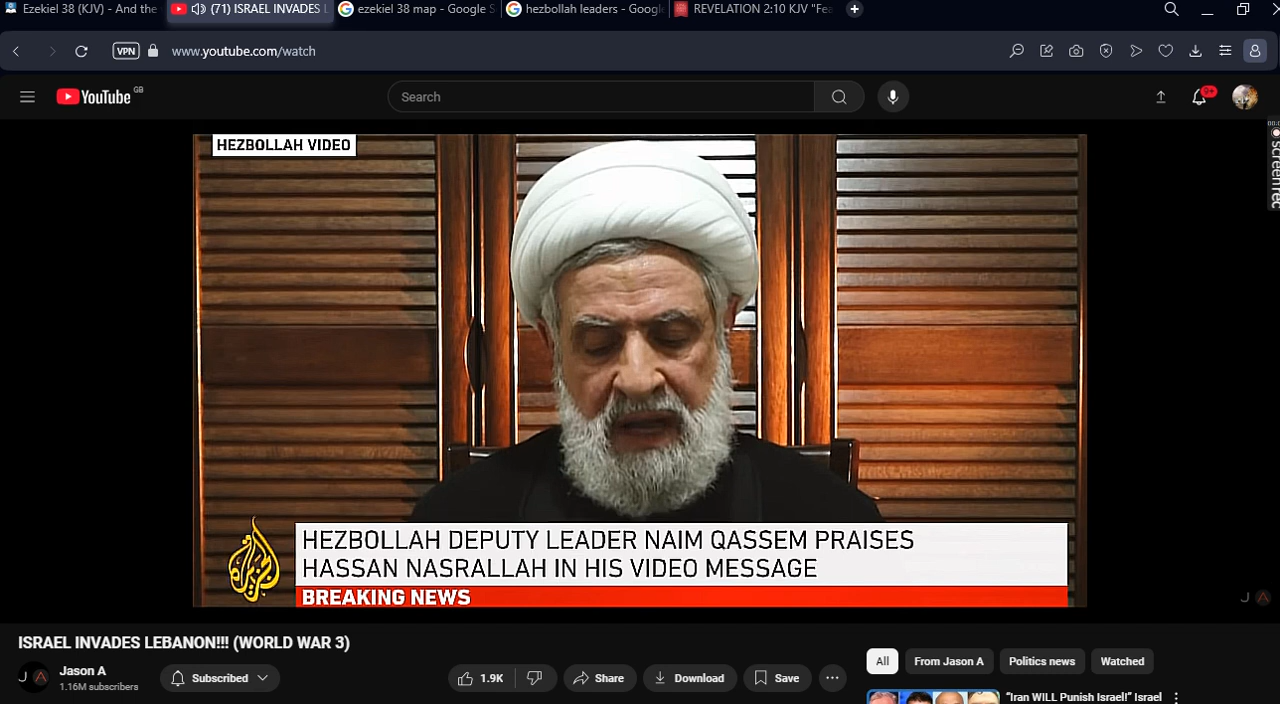 Ezekiel 38 (KJV) - And the
(71) ISRAEL INVADES L
ezekiel 38 map - Google S
hezbollah leaders - Google
REVELATION 2:10 KJV "Fea
VPN
www.youtube.com/watch
YouTube GB
Search
9+
HEZBOLLAH VIDEO
screenrec
HEZBOLLAH DEPUTY LEADER NAIM QASSEM PRAISES
HASSAN NASRALLAH IN HIS VIDEO MESSAGE
BREAKING NEWS
J A
ISRAEL INVADES LEBANON!!! (WORLD WAR 3)
J A
Jason A
1.16M subscribers
Subscribed
1.9K
Share
Download
Save
All
From Jason A
Politics news
Watched
"Iran WILL Punish Israel!" Israel